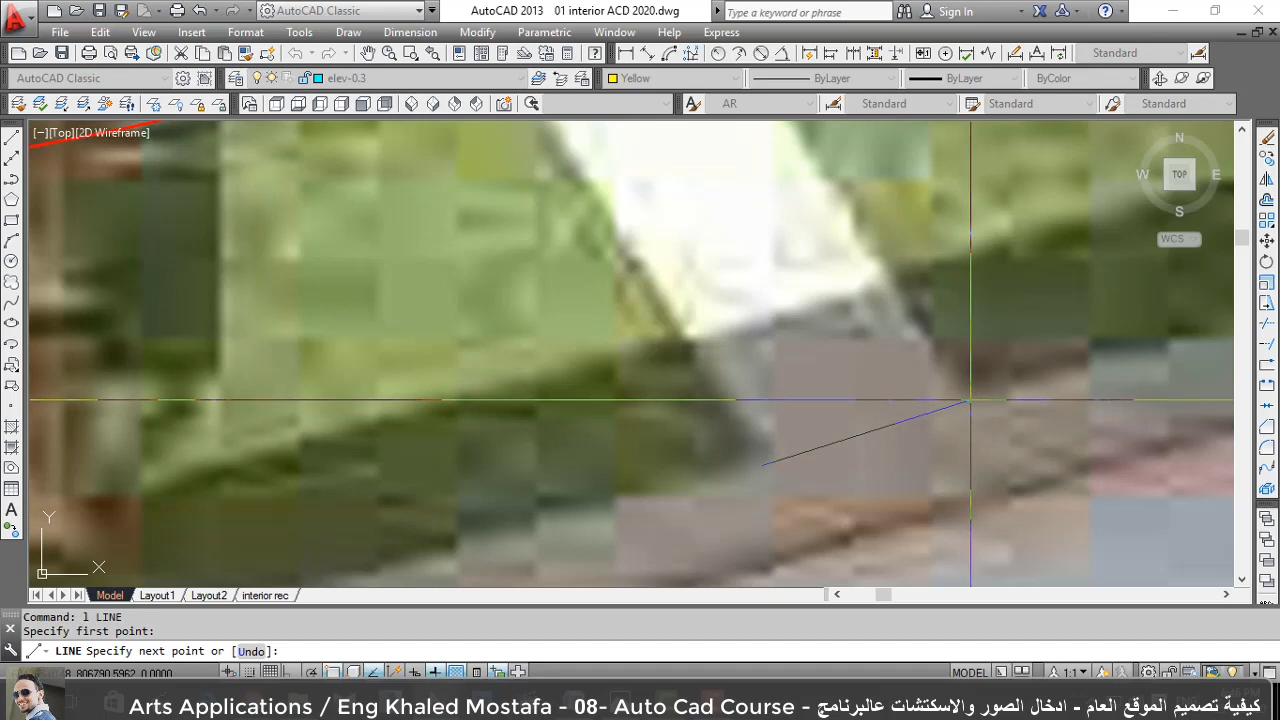 AutoCAD Classic
AutoCAD 2013 01 interior ACD 2020.dwg
Type a keyword or phrase
Sign In
File Edit View Insert Format Tools Draw Dimension Modify Parametric Window Help Express
Standard
AutoCAD Classic
elev-0.3
Yellow
ByLayer
ByLayer
ByColor
AR
Standard
Standard
Standard
[−][Top][2D Wireframe]
N
W TOP E
S
WCS
Y
X
Model Layout1 Layout2 interior rec
Command: l LINE
Specify first point:
LINE Specify next point or [Undo]:
MODEL
1:1
Arts Applications / Eng Khaled Mostafa - 08- Auto Cad Course - كيفية تصميم الموقع العام - ادخال الصور والاسكتشات عالبرنامج